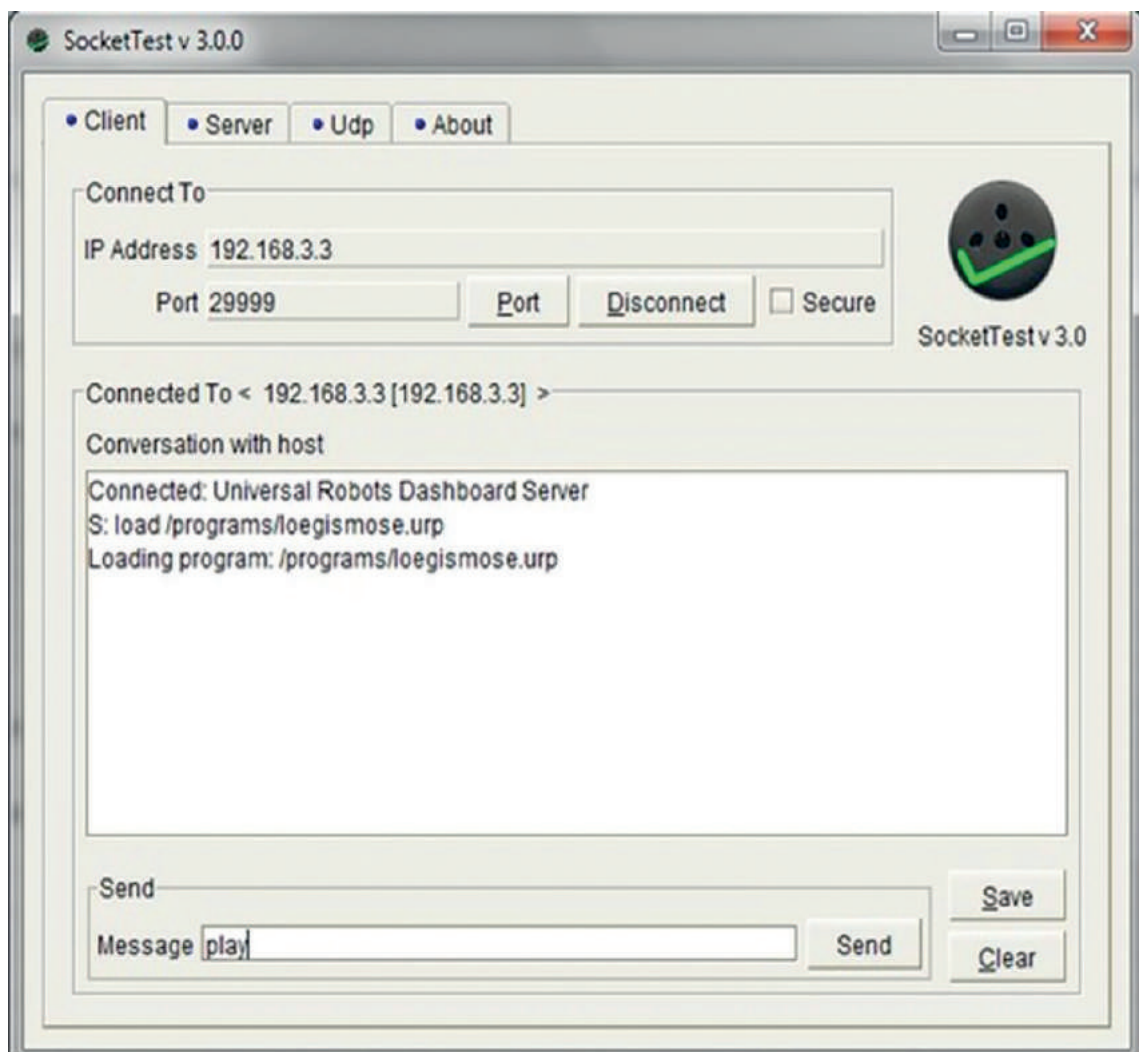 SocketTest v 3.0.0
Client Server Udp About
Connect To
IP Address 192.168.3.3
Port 29999 Port Disconnect Secure
SocketTest v 3.0
Connected To < 192.168.3.3 [192.168.3.3] >
Conversation with host
Connected: Universal Robots Dashboard Server
S: load /programs/loegismose.urp
Loading program: /programs/loegismose.urp
Send
Message play Send
Save
Clear